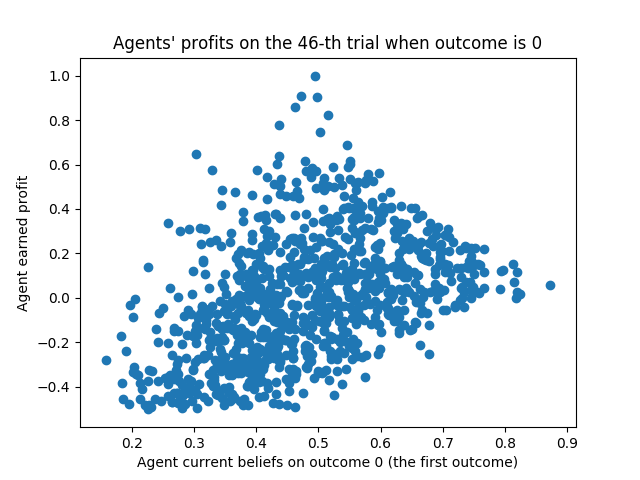 Agents' profits on the 46-th trial when outcome is 0
1.0
0.8
0.6
0.4
0.2
0.0
−0.2
−0.4
Agent earned profit
0.2 0.3 0.4 0.5 0.6 0.7 0.8 0.9
Agent current beliefs on outcome 0 (the first outcome)